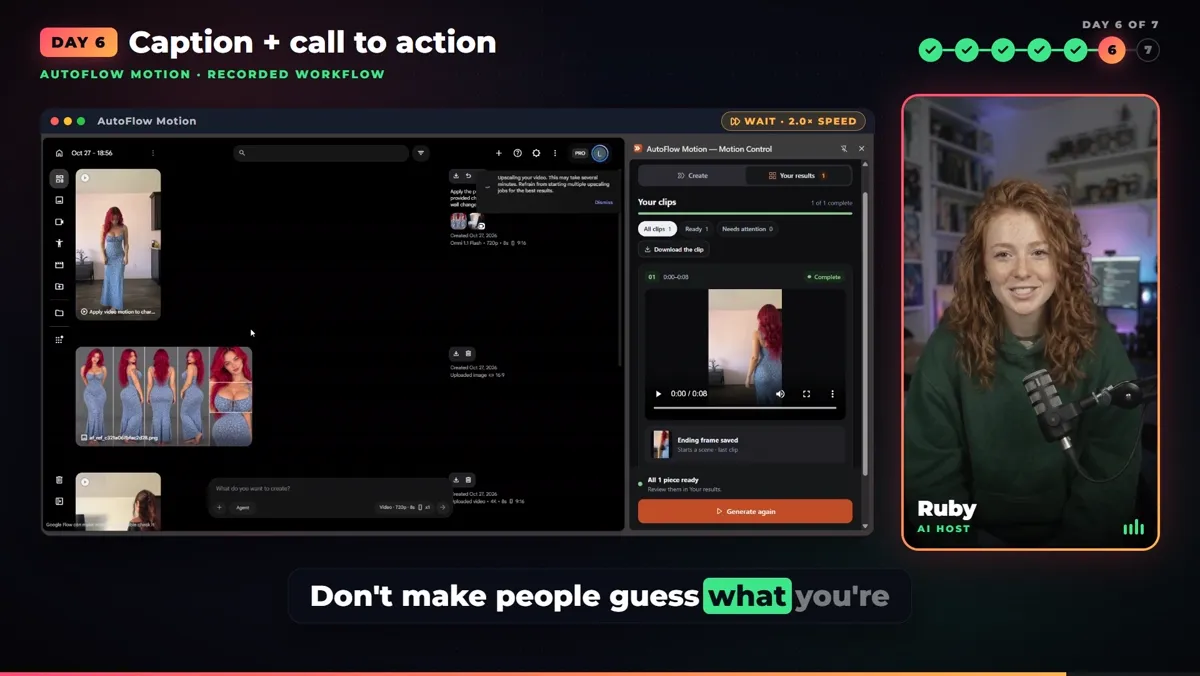 DAY 6 Caption + call to action
AUTOFLOW MOTION • RECORDED WORKFLOW
DAY 6 OF 7
6 7
AutoFlow Motion
WAIT • 2.0× SPEED
Oct 27 - 18:56
PRO L
Upscaling your video. This may take several
minutes. Refrain from starting multiple upscaling
jobs for the best results.
Dismiss
Apply the p
provided ch
well change
Created Oct 27, 2026
Omni 1.1 Flash • 720p • 8s 9:16
Apply video motion to char...
Created Oct 27, 2026
Uploaded Image 16:9
What do you want to create?
Agent
Video · 720p · 8s x1
Created Oct 27, 2026
Uploaded video • 4K • 8s 9:16
AutoFlow Motion — Motion Control
Create
Your results 1
Your clips
1 of 1 complete
All clips 1
Ready 1
Needs attention 0
Download the clip
01 0:00–0:08
Complete
0:00 / 0:08
Ending frame saved
Starts a scene · last clip
All 1 piece ready
Review them in Your results.
Generate again
Ruby
AI HOST
Don't make people guess what you're